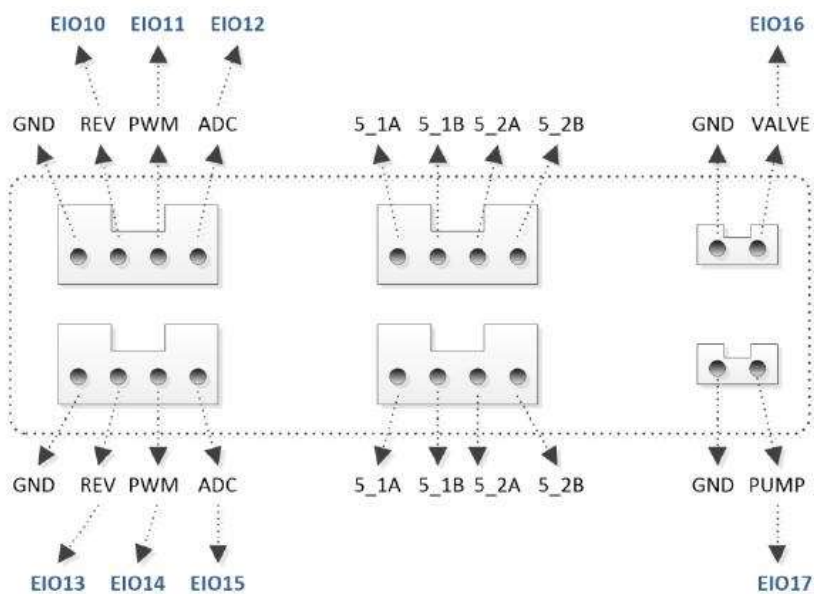 EIO10 EIO11 EIO12 EIO16
GND REV PWM ADC 5_1A 5_1B 5_2A 5_2B GND VALVE
GND REV PWM ADC 5_1A 5_1B 5_2A 5_2B GND PUMP
EIO13 EIO14 EIO15 EIO17